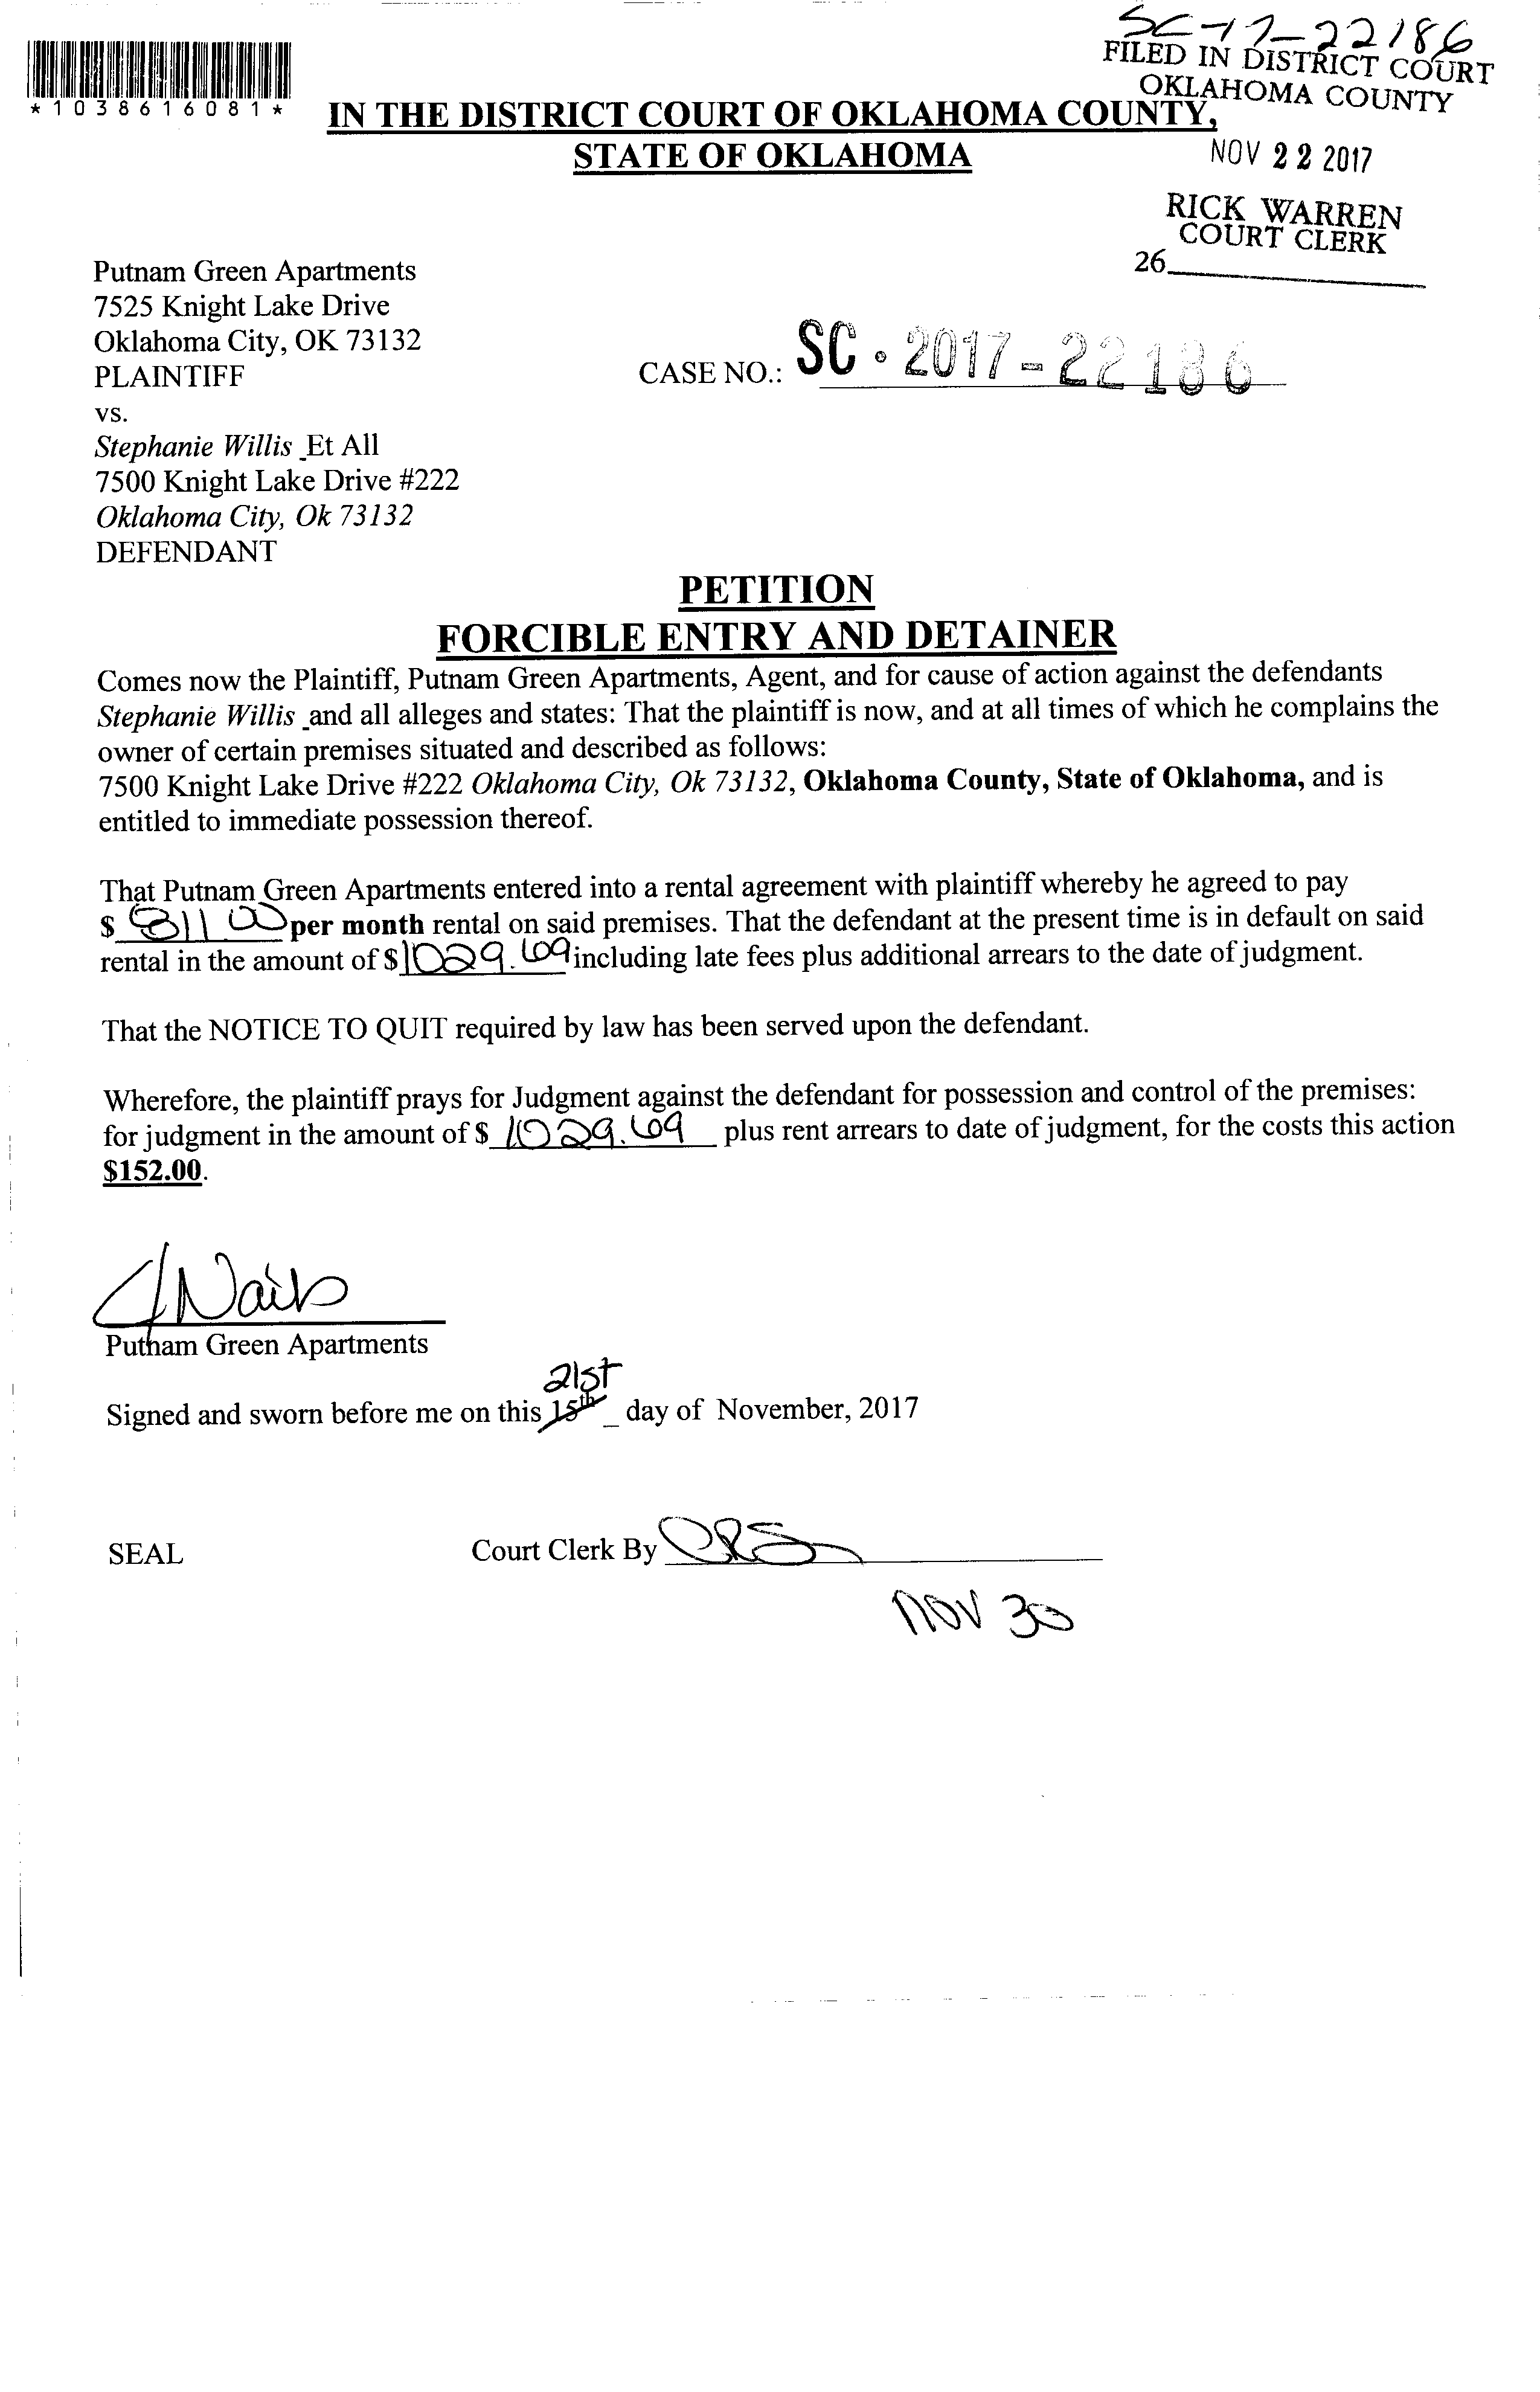 SC-17-22186
FILED IN DISTRICT COURT
OKLAHOMA COUNTY
*1038616081*
IN THE DISTRICT COURT OF OKLAHOMA COUNTY,
STATE OF OKLAHOMA
NOV 22 2017
RICK WARREN
COURT CLERK
26
Putnam Green Apartments
7525 Knight Lake Drive
Oklahoma City, OK 73132
PLAINTIFF
CASE NO.: SC-2017-22186
vs.
Stephanie Willis _Et All
7500 Knight Lake Drive #222
Oklahoma City, Ok 73132
DEFENDANT
PETITION
FORCIBLE ENTRY AND DETAINER
Comes now the Plaintiff, Putnam Green Apartments, Agent, and for cause of action against the defendants
Stephanie Willis _and all alleges and states: That the plaintiff is now, and at all times of which he complains the
owner of certain premises situated and described as follows:
7500 Knight Lake Drive #222 Oklahoma City, Ok 73132, Oklahoma County, State of Oklahoma, and is
entitled to immediate possession thereof.
That Putnam Green Apartments entered into a rental agreement with plaintiff whereby he agreed to pay
$ 811.00 per month rental on said premises. That the defendant at the present time is in default on said
rental in the amount of $1029.69 including late fees plus additional arrears to the date of judgment.
That the NOTICE TO QUIT required by law has been served upon the defendant.
Wherefore, the plaintiff prays for Judgment against the defendant for possession and control of the premises:
for judgment in the amount of $ 1029.69 plus rent arrears to date of judgment, for the costs this action
$152.00.
Putnam Green Apartments
21st
Signed and sworn before me on this 15th _ day of November, 2017
SEAL Court Clerk By
NOV 30